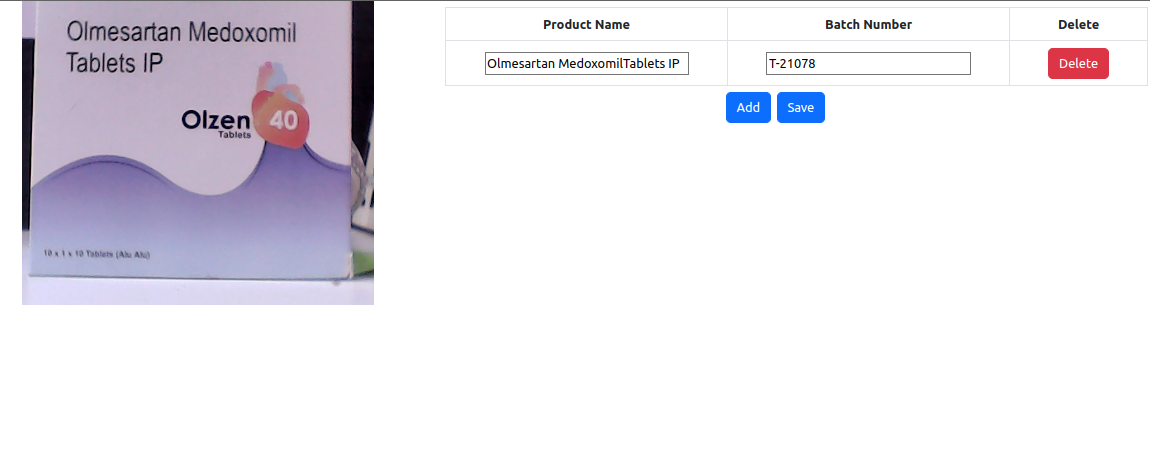 Olmesartan Medoxomil
Tablets IP
Olzen 40
Tablets
10 x 1 x 10 Tablets (Alu Alu)
Product Name Batch Number Delete
Olmesartan MedoxomilTablets IP T-21078 Delete
Add Save